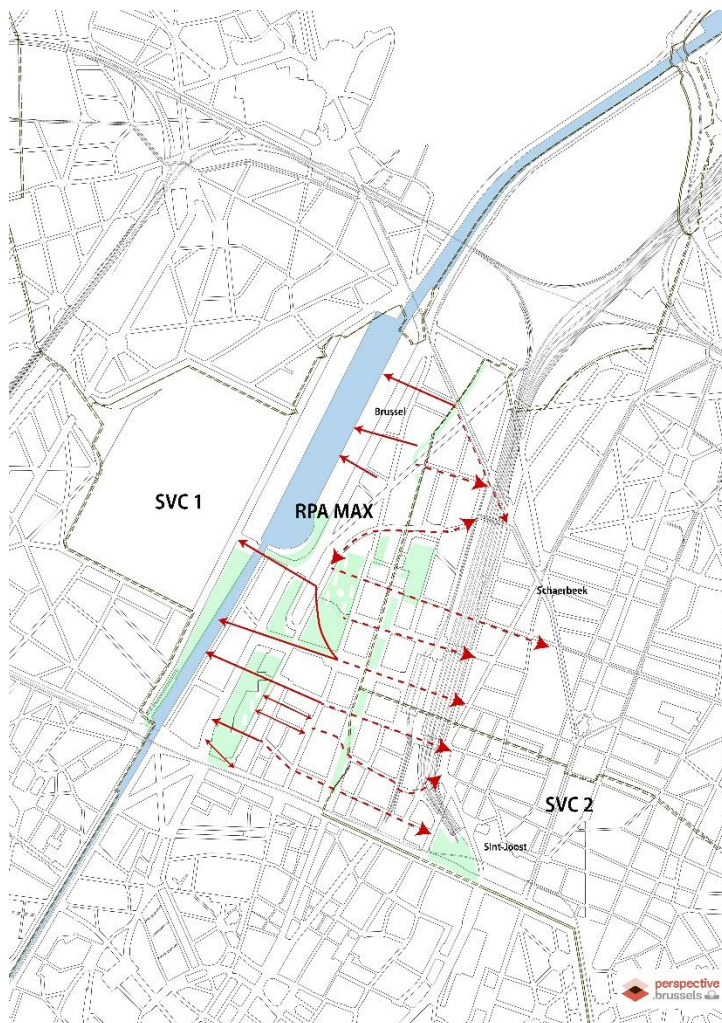 Brussel
SVC 1
RPA MAX
Schaerbeek
SVC 2
Sint-Joost
perspective
.brussels